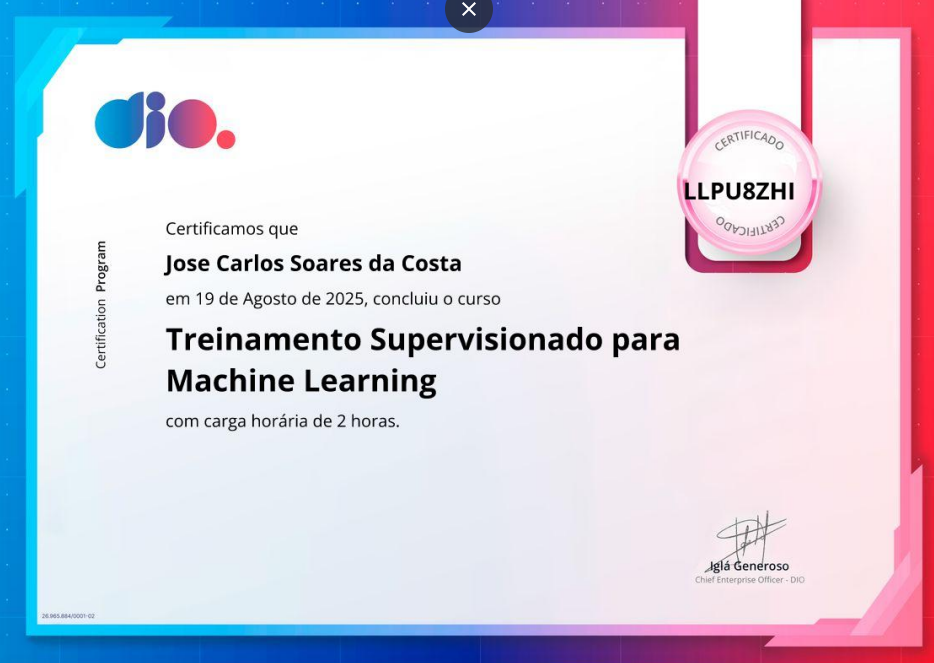 dio.
CERTIFICADO
LLPU8ZHI
CERTIFICADO
Certification Program
Certificamos que
Jose Carlos Soares da Costa
em 19 de Agosto de 2025, concluiu o curso
Treinamento Supervisionado para
Machine Learning
com carga horária de 2 horas.
Iglá Generoso
Chief Enterprise Officer - DIO
26.965.884/0001-02